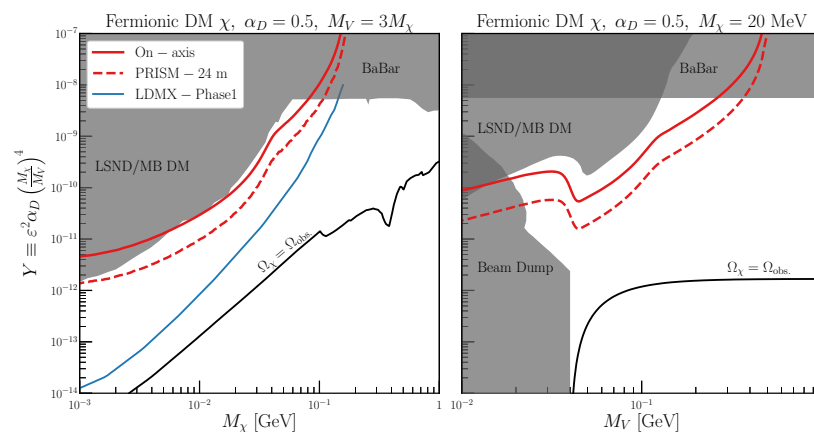 Fermionic DM χ, α_D = 0.5, M_V = 3M_χ
Fermionic DM χ, α_D = 0.5, M_χ = 20 MeV
Y ≡ ε²α_D (M_χ/M_V)⁴
10⁻⁷
10⁻⁸
10⁻⁹
10⁻¹⁰
10⁻¹¹
10⁻¹²
10⁻¹³
10⁻¹⁴
On − axis
PRISM − 24 m
LDMX − Phase1
BaBar
LSND/MB DM
Ω_χ = Ω_obs.
10⁻³
10⁻²
10⁻¹
1
M_χ [GeV]
BaBar
LSND/MB DM
Beam Dump
Ω_χ = Ω_obs.
10⁻²
10⁻¹
M_V [GeV]